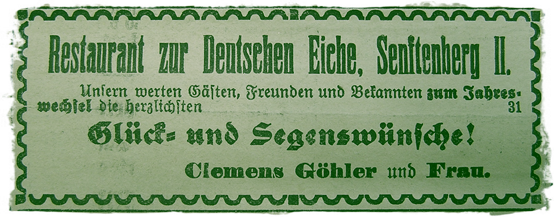 Restaurant zur Deutschen Eiche, Senftenberg II.
Unsern werten Gästen, Freunden und Bekannten zum Jahres-
wechsel die herzlichsten 31
Glück- und Segenswünsche!
Clemens Göhler und Frau.